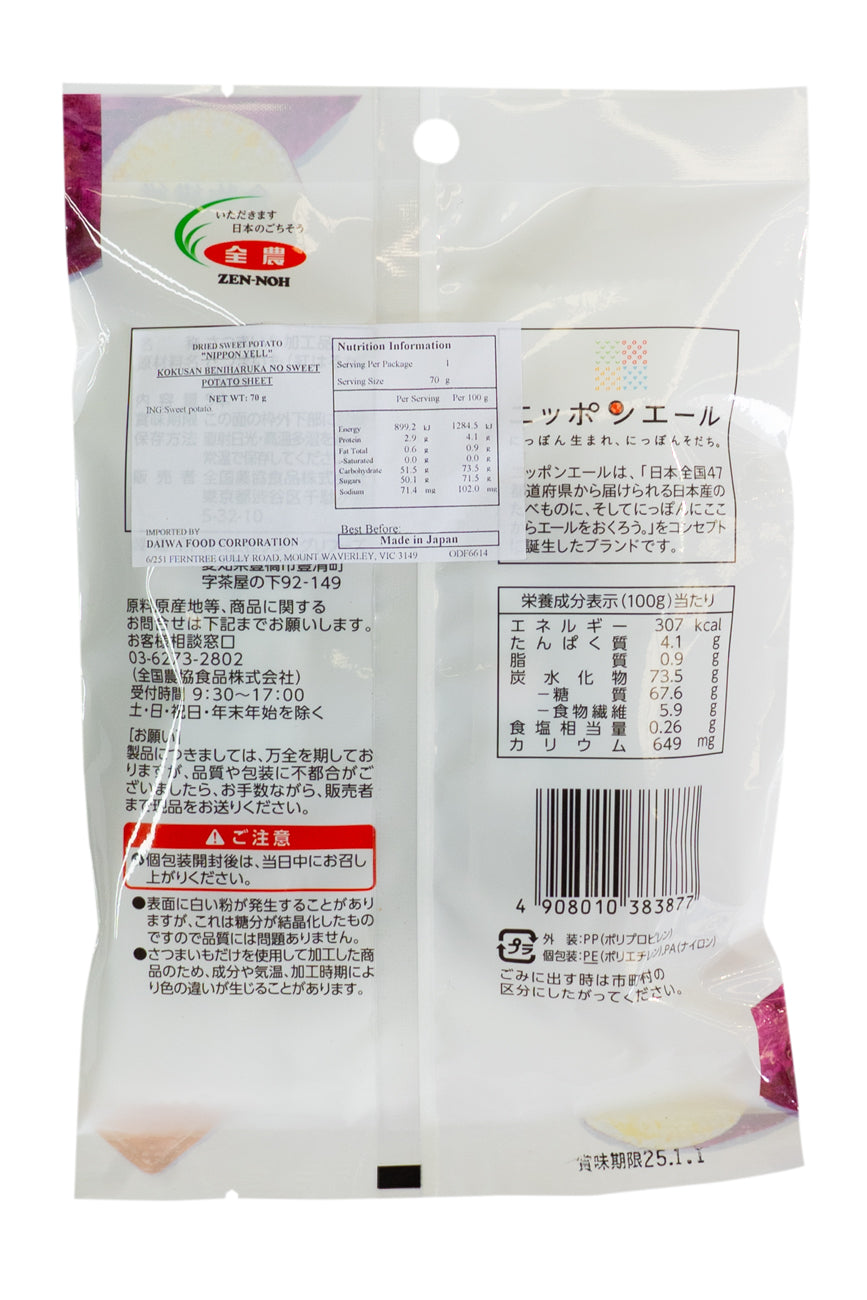 いただきます
日本のごちそう
全農
ZEN-NOH
DRIED SWEET POTATO
"NIPPON YELL"
KOKUSAN BENIHARUKA NO SWEET
POTATO SHEET
NET WT: 70 g
ING Sweet potato.
IMPORTED BY
DAIWA FOOD CORPORATION
6/251 FERNTREE GULLY ROAD, MOUNT WAVERLEY, VIC 3149 ODF6614
Nutrition Information
Serving Per Package 1
Serving Size 70 g
Per Serving Per 100 g
Energy 899.2 kJ 1284.5 kJ
Protein 2.9 g 4.1 g
Fat Total 0.6 g 0.9 g
-Saturated 0.0 g 0.0 g
Carbohydrate 51.5 g 73.5 g
Sugars 50.1 g 71.5 g
Sodium 71.4 mg 102.0 mg
Best Before:
Made in Japan
愛知県豊橋市豊清町
字茶屋の下92-149
原料原産地等、商品に関する
お問合せは下記までお願いします。
お客様相談窓口
03-6273-2802
(全国農協食品株式会社)
受付時間 9:30～17:00
土・日・祝日・年末年始を除く
[お願い]
製品につきましては、万全を期してお
りますが、品質や包装に不都合がご
ざいましたら、お手数ながら、販売者
まで現品をお送りください。
ご注意
●個包装開封後は、当日中にお召し
上がりください。
●表面に白い粉が発生することがあり
ますが、これは糖分が結晶化したもの
ですので品質には問題ありません。
●さつまいもだけを使用して加工した商
品のため、成分や気温、加工時期によ
り色の違いが生じることがあります。
ニッポンエール
にっぽん生まれ、にっぽんそだち。
ニッポンエールは、「日本全国47
都道府県から届けられる日本産の
たべものに、そしてにっぽんにここ
からエールをおくろう。」をコンセプト
に誕生したブランドです。
栄養成分表示(100g)当たり
エネルギー 307 kcal
たんぱく質 4.1 g
脂質 0.9 g
炭水化物 73.5 g
－糖質 67.6 g
－食物繊維 5.9 g
食塩相当量 0.26 g
カリウム 649 mg
4 908010 383877
プラ
外 装:PP(ポリプロピレン)
個包装:PE(ポリエチレン),PA(ナイロン)
ごみに出す時は市町村の
区分にしたがってください。
賞味期限25.1.1